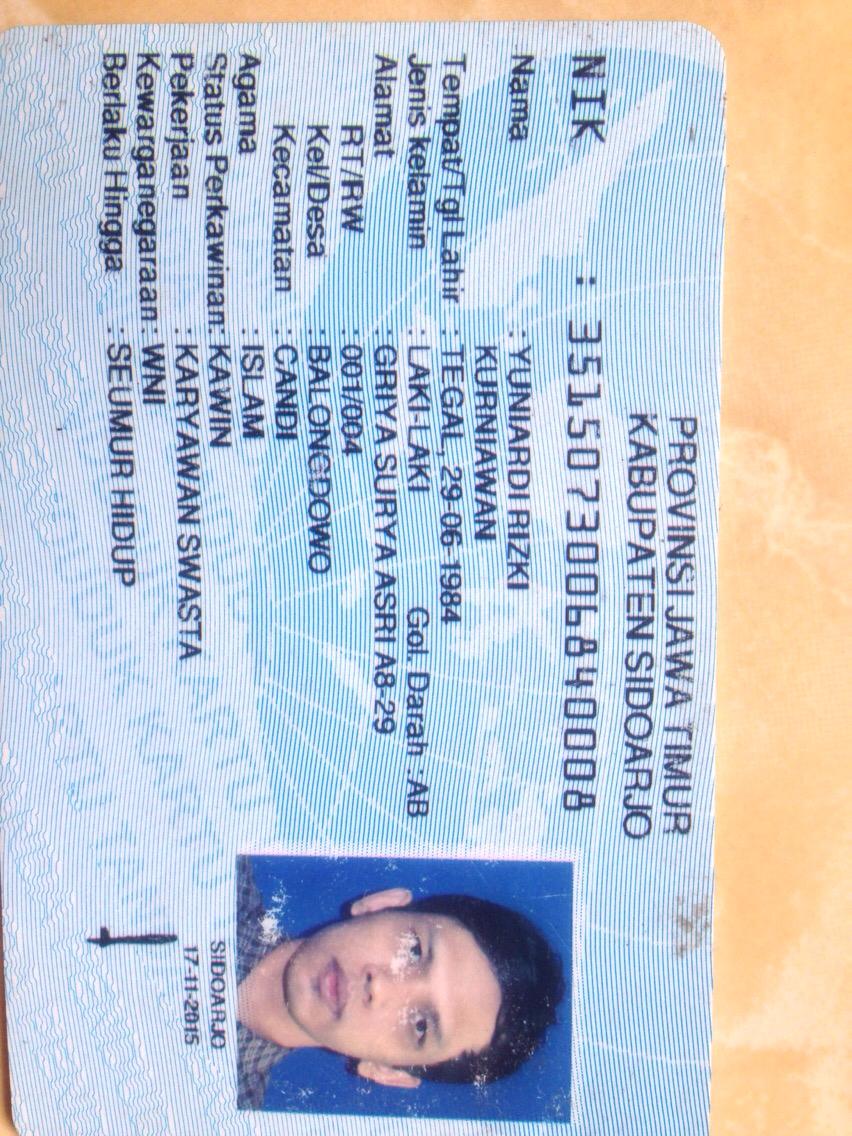 PROVINSI JAWA TIMUR
KABUPATEN SIDOARJO
NIK : 3515073006840008
Nama : YUNIARDI RIZKI
KURNIAWAN
Tempat/Tgl Lahir : TEGAL, 29-06-1984
Jenis kelamin : LAKI-LAKI Gol. Darah : AB
Alamat : GRIYA SURYA ASRI A8-29
RT/RW : 001/004
Kel/Desa : BALONGDOWO
Kecamatan : CANDI
Agama : ISLAM
Status Perkawinan: KAWIN
Pekerjaan : KARYAWAN SWASTA
Kewarganegaraan: WNI
Berlaku Hingga : SEUMUR HIDUP
SIDOARJO
17-11-2015